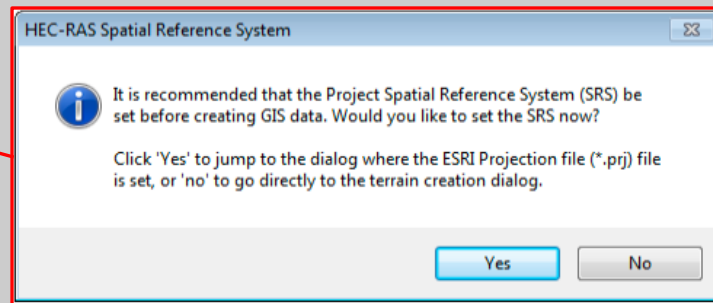 HEC-RAS Spatial Reference System
It is recommended that the Project Spatial Reference System (SRS) be
set before creating GIS data. Would you like to set the SRS now?
Click 'Yes' to jump to the dialog where the ESRI Projection file (*.prj) file
is set, or 'no' to go directly to the terrain creation dialog.
Yes
No